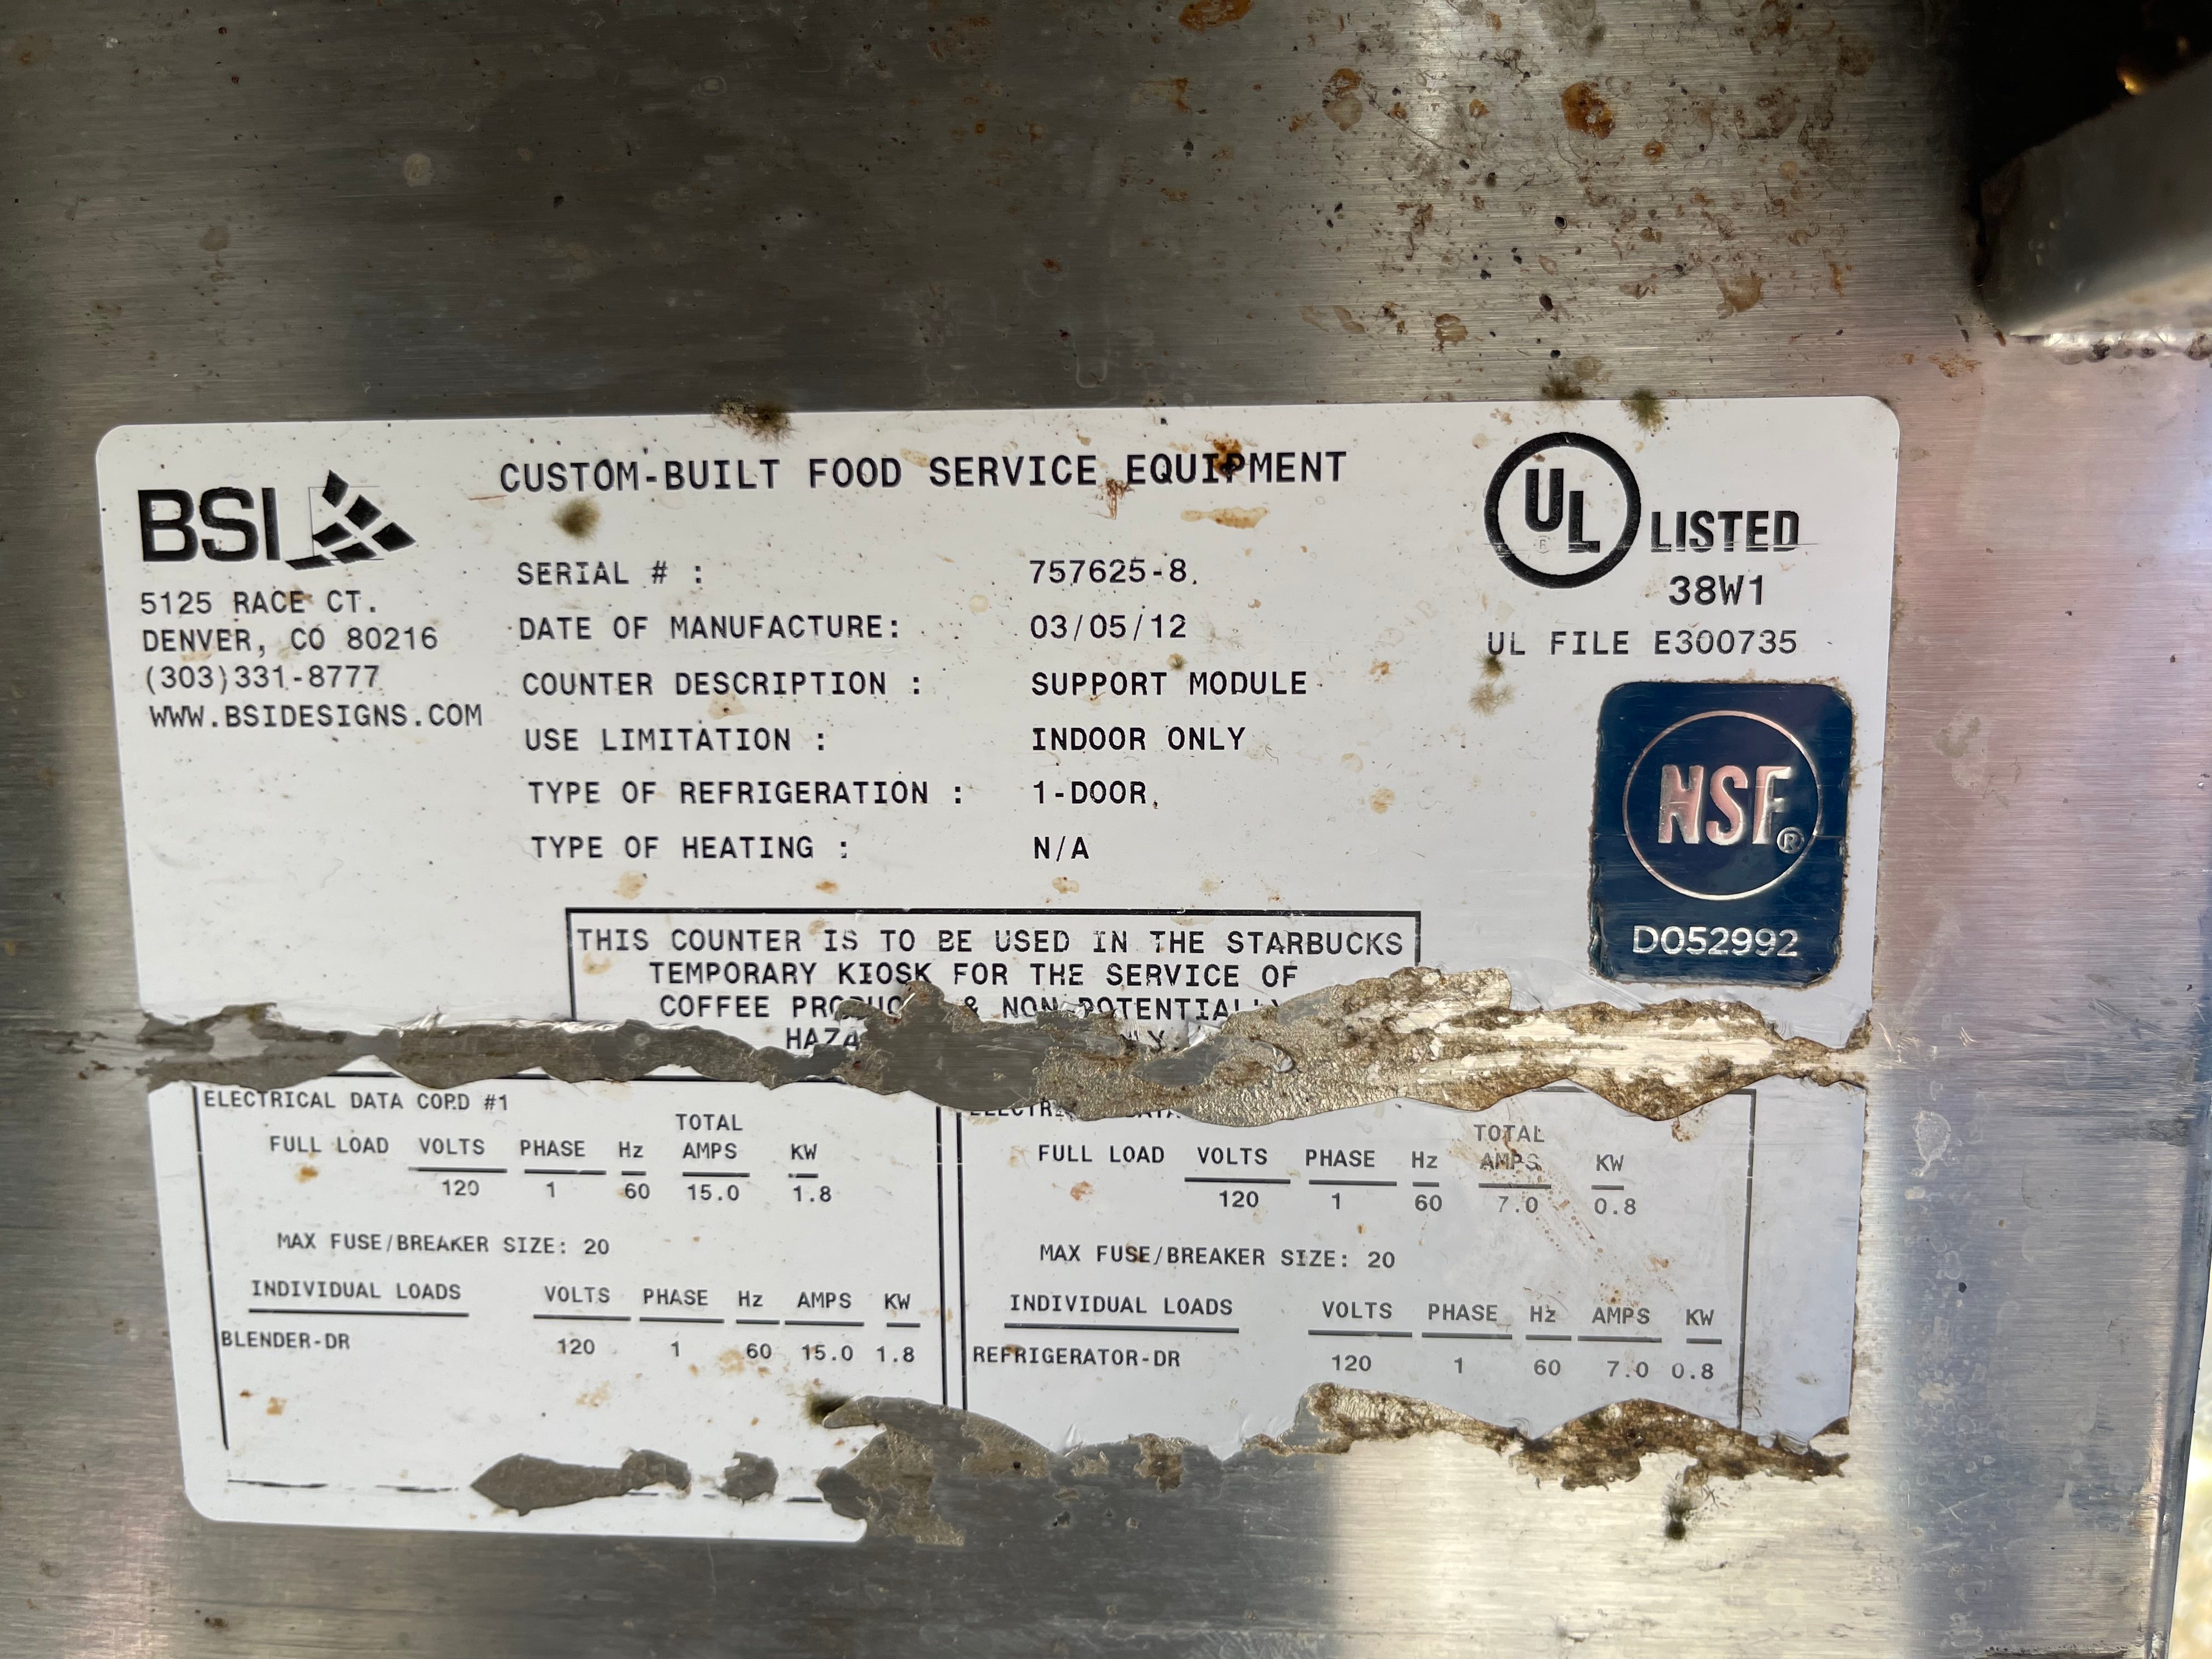 BSI
5125 RACE CT.
DENVER, CO 80216
(303)331-8777
WWW.BSIDESIGNS.COM
CUSTOM-BUILT FOOD SERVICE EQUIPMENT
SERIAL # : 757625-8
DATE OF MANUFACTURE: 03/05/12
COUNTER DESCRIPTION : SUPPORT MODULE
USE LIMITATION : INDOOR ONLY
TYPE OF REFRIGERATION : 1-DOOR
TYPE OF HEATING : N/A
UL ® LISTED
38W1
UL FILE E300735
NSF®
D052992
THIS COUNTER IS TO BE USED IN THE STARBUCKS
TEMPORARY KIOSK FOR THE SERVICE OF
COFFEE & NON-POTENTIALLY
ELECTRICAL DATA CORD #1
FULL LOAD VOLTS PHASE Hz TOTAL AMPS KW
120 1 60 15.0 1.8
MAX FUSE/BREAKER SIZE: 20
INDIVIDUAL LOADS VOLTS PHASE Hz AMPS KW
BLENDER-DR 120 1 60 15.0 1.8
FULL LOAD VOLTS PHASE Hz TOTAL AMPS KW
120 1 60 7.0 0.8
MAX FUSE/BREAKER SIZE: 20
INDIVIDUAL LOADS VOLTS PHASE Hz AMPS KW
REFRIGERATOR-DR 120 1 60 7.0 0.8